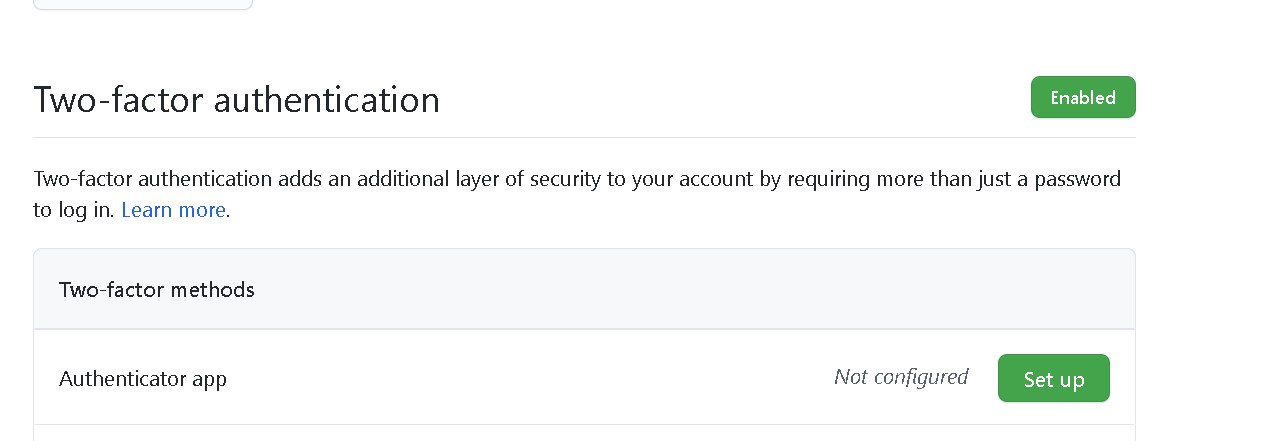 Two-factor authentication
Enabled
Two-factor authentication adds an additional layer of security to your account by requiring more than just a password
to log in. Learn more.
Two-factor methods
Authenticator app
Not configured
Set up